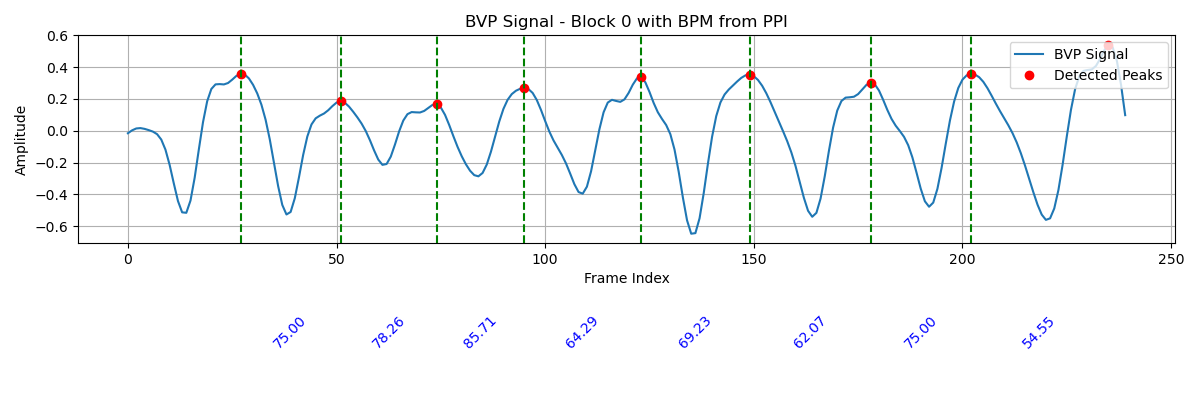 BVP Signal - Block 0 with BPM from PPI
Amplitude
0.6
0.4
0.2
0.0
−0.2
−0.4
−0.6
BVP Signal
Detected Peaks
0 50 100 150 200 250
Frame Index
75.00 78.26 85.71 64.29 69.23 62.07 75.00 54.55